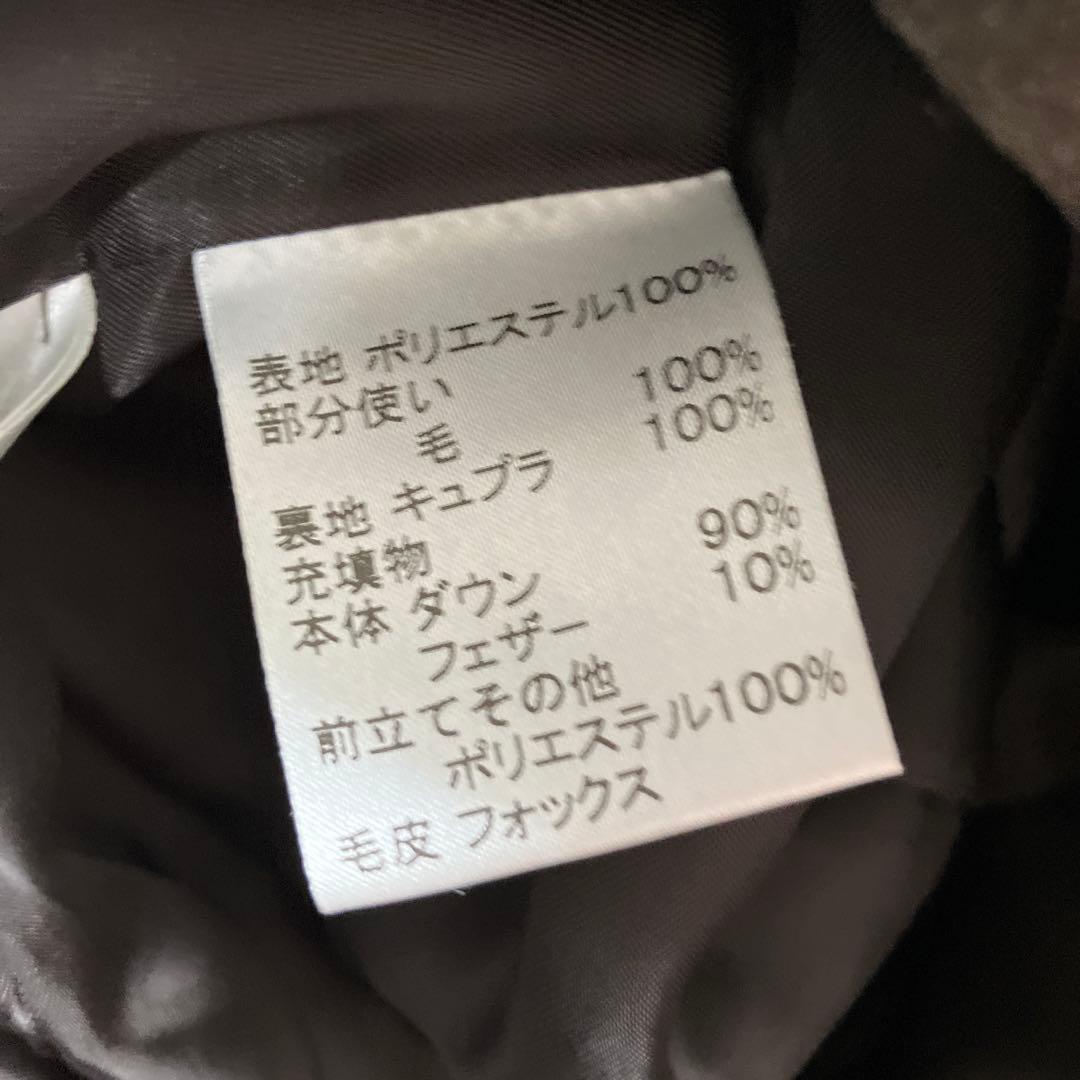 表地 ポリエステル100%
部分使い
毛 100%
裏地 キュプラ 100%
充填物
本体 ダウン 90%
フェザー 10%
前立てその他
ポリエステル100%
毛皮 フォックス